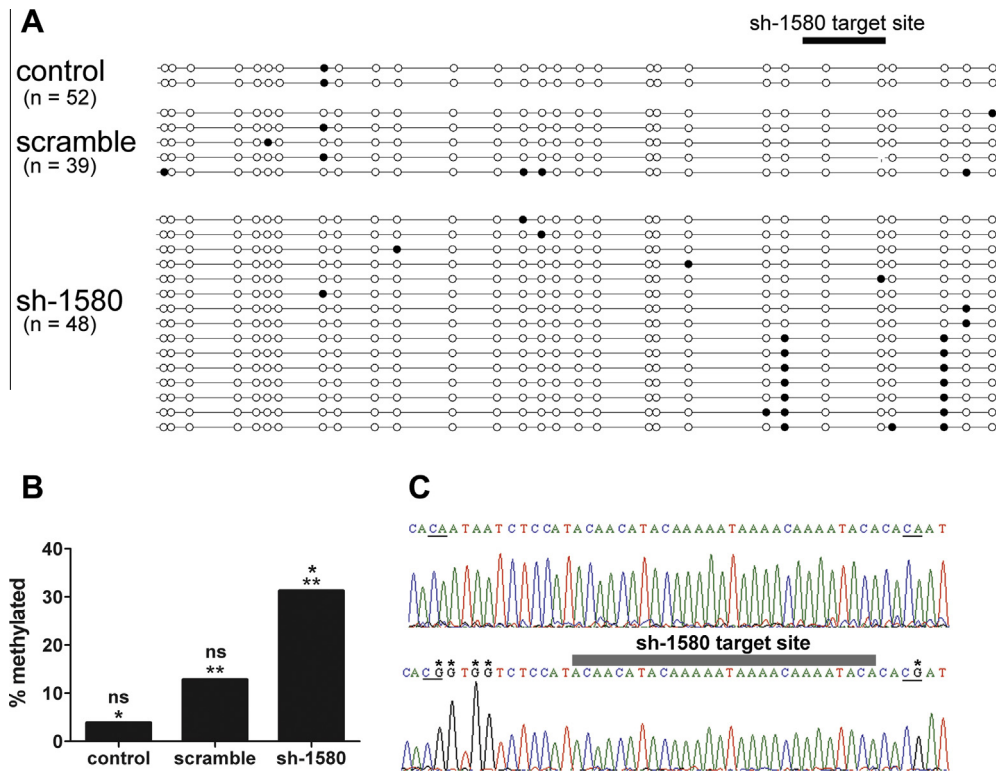 A
sh-1580 target site
control
(n = 52)
scramble
(n = 39)
sh-1580
(n = 48)
B
% methylated
40
30
20
10
0
ns
*
ns
**
*
**
control
scramble
sh-1580
C
CACAATAATCTCCATACAACATACAAAAATAAAACAAAATACACACAAT
sh-1580 target site
* * * * *
CACGGTGGTCTCCATACAACATACAAAAATAAAACAAAATACACACGAT